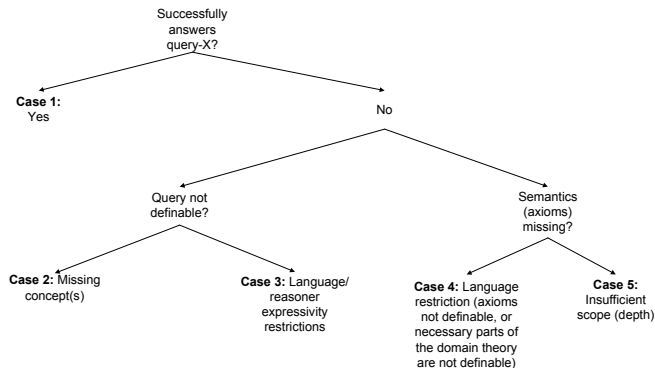 Successfully
answers
query-X?
Case 1:
Yes
No
Query not
definable?
Semantics
(axioms)
missing?
Case 2: Missing
concept(s)
Case 3: Language/
reasoner
expressivity
restrictions
Case 4: Language
restriction (axioms
not definable, or
necessary parts of
the domain theory
are not definable)
Case 5:
Insufficient
scope (depth)